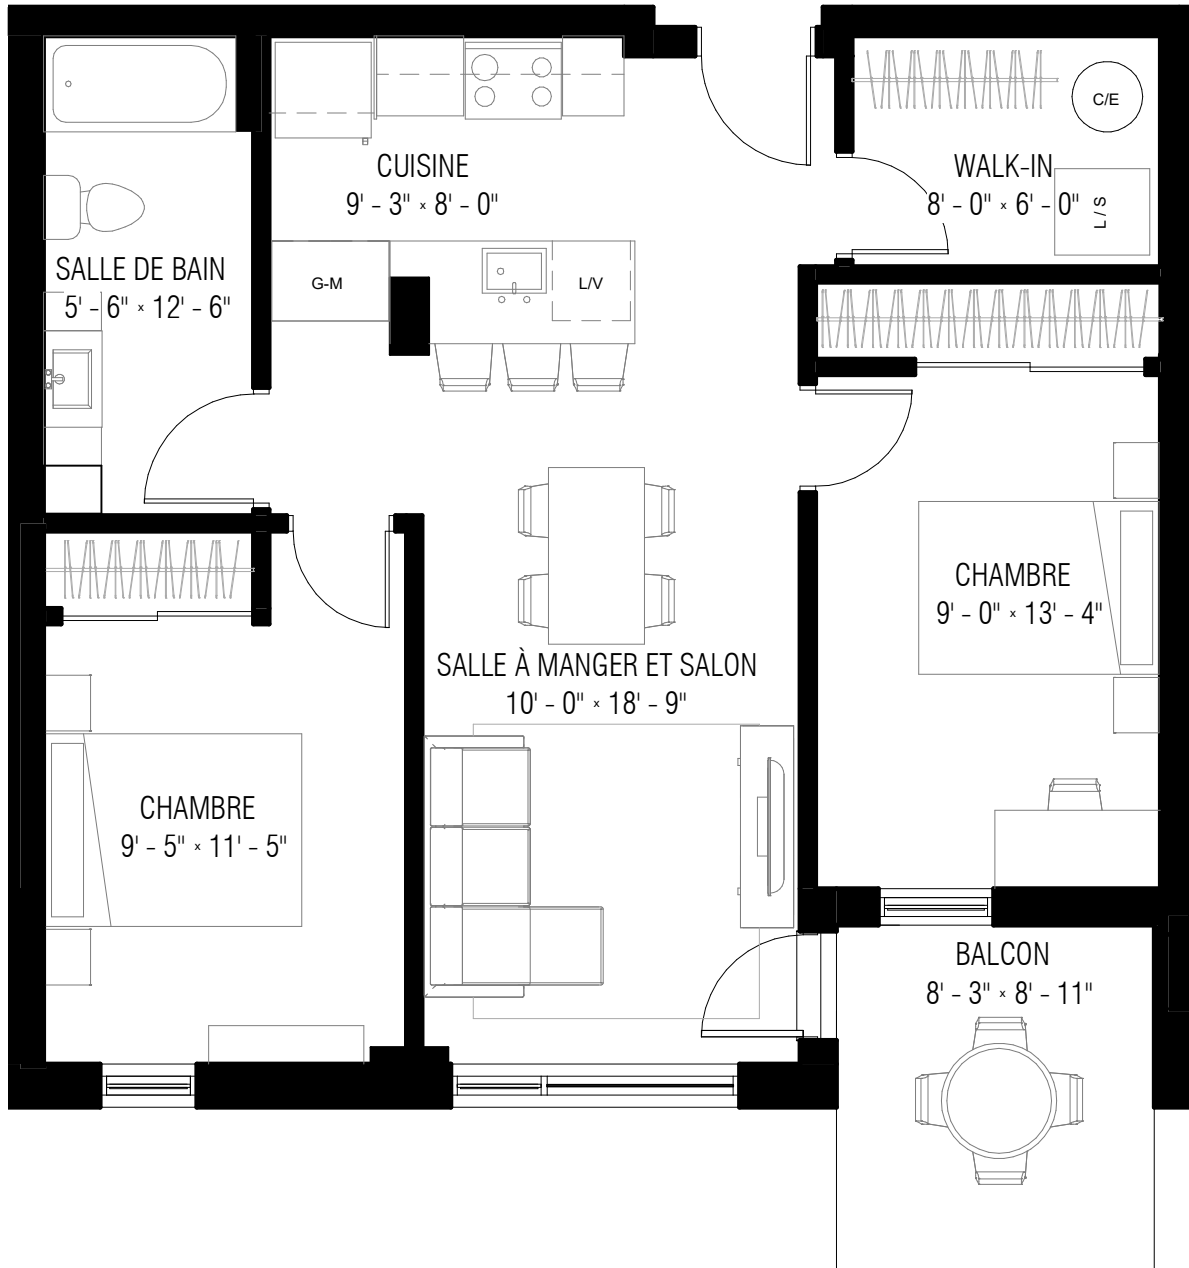 CUISINE
9' - 3" x 8' - 0"
WALK-IN
8' - 0" x 6' - 0"
C/E
L / S
SALLE DE BAIN
5' - 6" x 12' - 6"
G-M
L/V
CHAMBRE
9' - 0" x 13' - 4"
SALLE À MANGER ET SALON
10' - 0" x 18' - 9"
CHAMBRE
9' - 5" x 11' - 5"
BALCON
8' - 3" x 8' - 11"